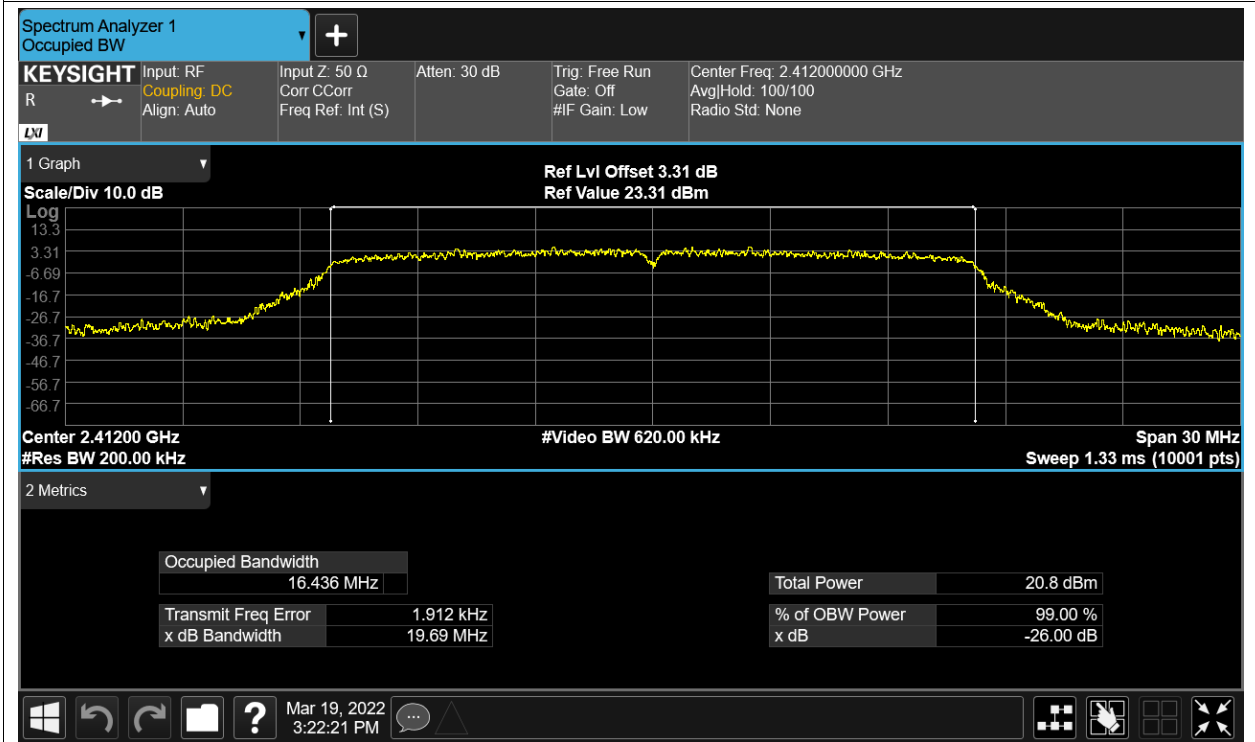 Spectrum Analyzer 1
Occupied BW
+
KEYSIGHT Input: RF Input Z: 50 Ω Atten: 30 dB Trig: Free Run Center Freq: 2.412000000 GHz
R Coupling: DC Corr CCorr Gate: Off Avg|Hold: 100/100
Align: Auto Freq Ref: Int (S) #IF Gain: Low Radio Std: None
LXI
1 Graph
Ref Lvl Offset 3.31 dB
Scale/Div 10.0 dB Ref Value 23.31 dBm
Log
13.3
3.31
-6.69
-16.7
-26.7
-36.7
-46.7
-56.7
-66.7
Center 2.41200 GHz #Video BW 620.00 kHz Span 30 MHz
#Res BW 200.00 kHz Sweep 1.33 ms (10001 pts)
2 Metrics
Occupied Bandwidth
16.436 MHz Total Power 20.8 dBm
Transmit Freq Error 1.912 kHz % of OBW Power 99.00 %
x dB Bandwidth 19.69 MHz x dB -26.00 dB
? Mar 19, 2022
3:22:21 PM